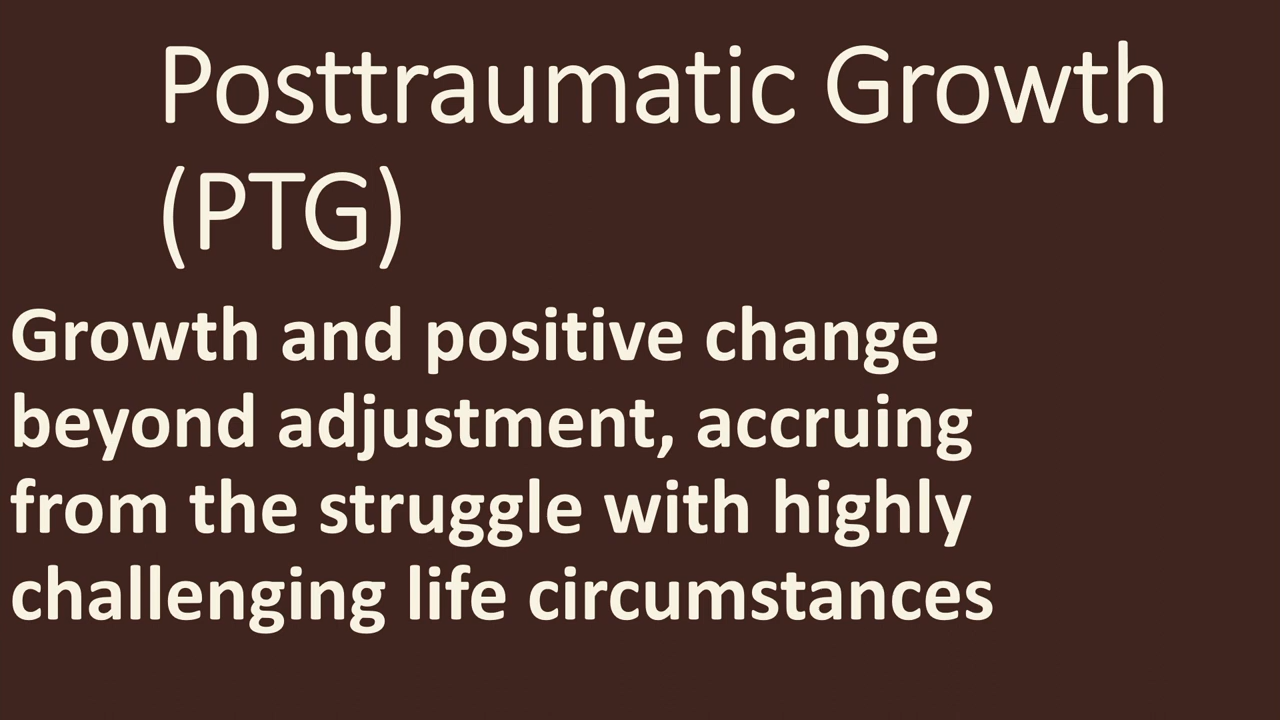 Posttraumatic Growth
(PTG)
Growth and positive change
beyond adjustment, accruing
from the struggle with highly
challenging life circumstances